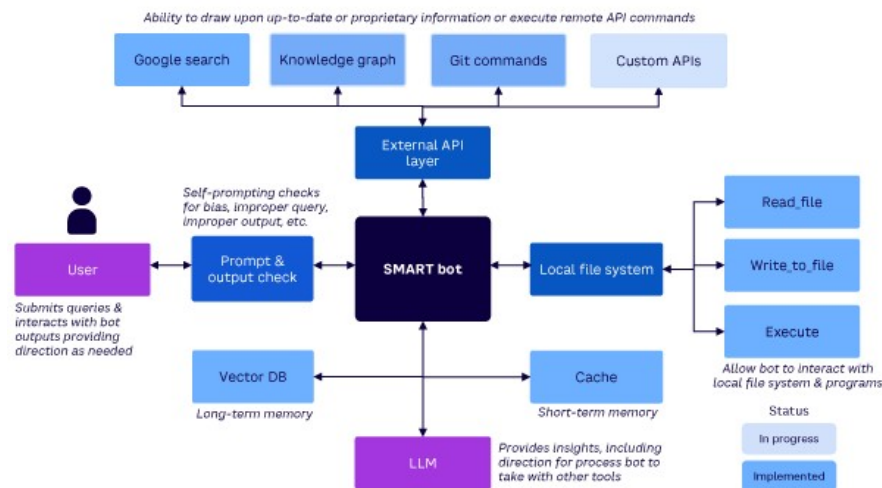 Ability to draw upon up-to-date or proprietary information or execute remote API commands
Google search
Knowledge graph
Git commands
Custom APIs
External API
layer
Self-prompting checks
for bias, improper query,
improper output, etc.
User
Prompt &
output check
SMART bot
Local file system
Read_file
Write_to_file
Execute
Submits queries &
interacts with bot
outputs providing
direction as needed
Allow bot to interact with
local file system & programs
Vector DB
Long-term memory
Cache
Short-term memory
LLM
Provides insights, including
direction for process bot to
take with other tools
Status
In progress
Implemented